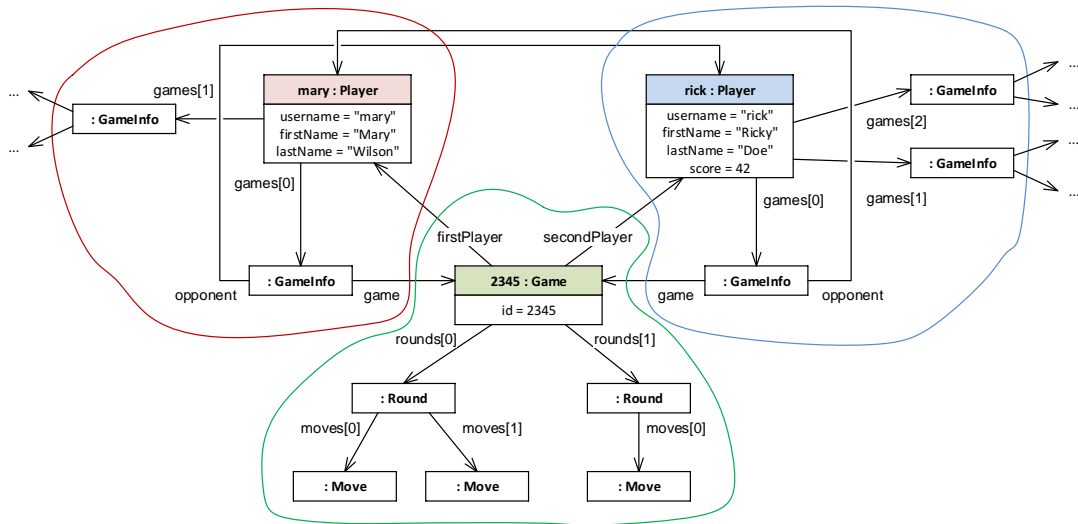 ...
...
games[1]
: GameInfo
mary : Player
username = "mary"
firstName = "Mary"
lastName = "Wilson"
games[0]
: GameInfo
opponent
game
firstPlayer
secondPlayer
rick : Player
username = "rick"
firstName = "Ricky"
lastName = "Doe"
score = 42
games[0]
: GameInfo
games[2]
: GameInfo
games[1]
...
...
...
...
2345 : Game
id = 2345
game
: GameInfo
opponent
rounds[0]
rounds[1]
: Round
: Round
moves[0]
moves[1]
moves[0]
: Move
: Move
: Move